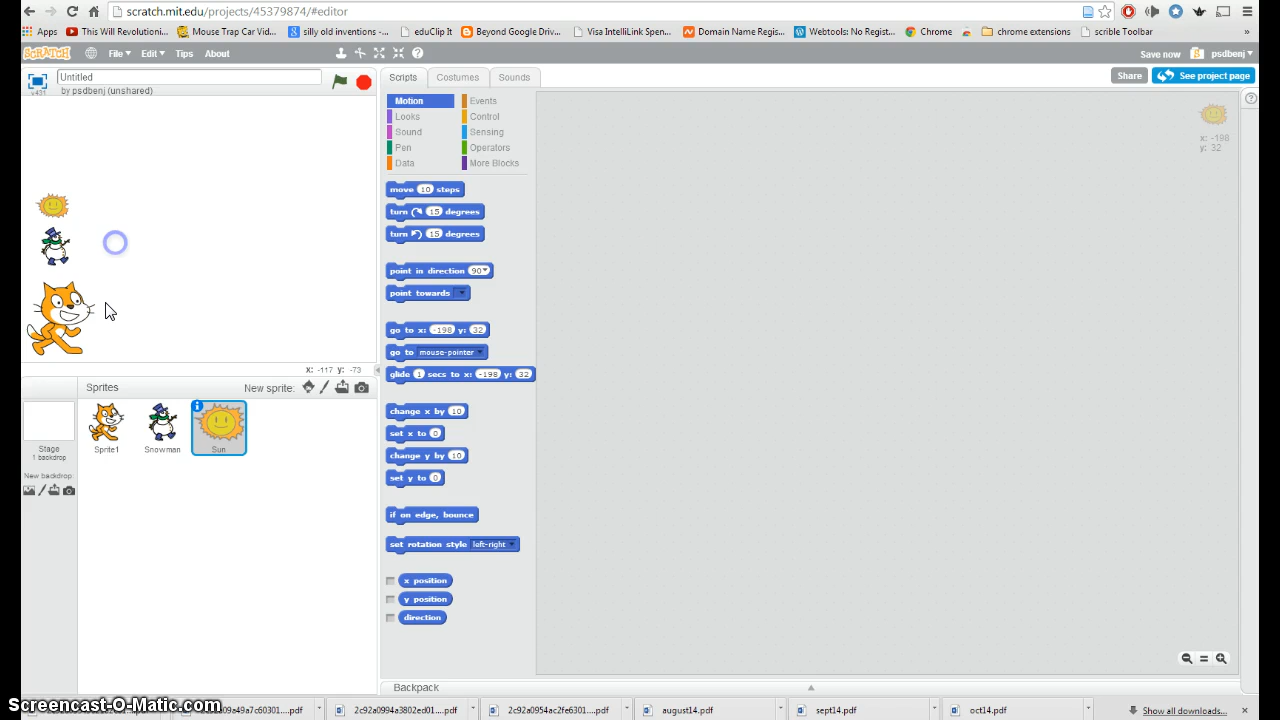 scratch.mit.edu/projects/45379874/#editor
Apps This Will Revolutioni... Mouse Trap Car Vid... silly old inventions -... eduClip It Beyond Google Driv... Visa IntelliLink Spen... Domain Name Regis... Webtools: No Regist... Chrome chrome extensions scrible Toolbar »
SCRATCH File Edit Tips About Save now psdbenj
Untitled
by psdbenj (unshared)
v431
Scripts Costumes Sounds
Share See project page
Motion Events
Looks Control
Sound Sensing
Pen Operators
Data More Blocks
x: -198
y: 32
move 10 steps
turn 15 degrees
turn 15 degrees
point in direction 90
point towards
go to x: -198 y: 32
go to mouse-pointer
glide 1 secs to x: -198 y: 32
change x by 10
set x to 0
change y by 10
set y to 0
if on edge, bounce
set rotation style left-right
x position
y position
direction
x: -117 y: -73
Sprites New sprite:
Sprite1 Snowman Sun
Stage
1 backdrop
New backdrop:
Backpack
Screencast-O-Matic.com
2c92a0994a3802ed01....pdf 2c92a0954ac2fe6301....pdf august14.pdf sept14.pdf oct14.pdf Show all downloads...